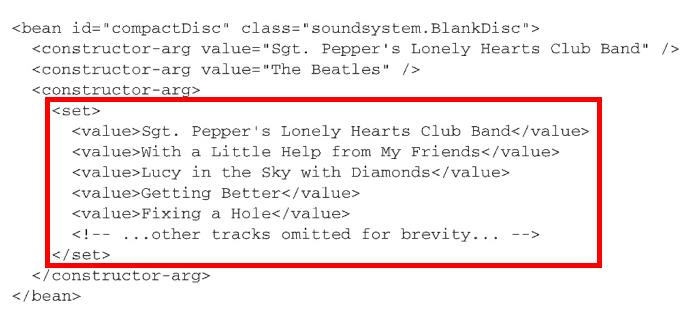 <bean id="compactDisc" class="soundsystem.BlankDisc">
  <constructor-arg value="Sgt. Pepper's Lonely Hearts Club Band" />
  <constructor-arg value="The Beatles" />
  <constructor-arg>
    <set>
      <value>Sgt. Pepper's Lonely Hearts Club Band</value>
      <value>With a Little Help from My Friends</value>
      <value>Lucy in the Sky with Diamonds</value>
      <value>Getting Better</value>
      <value>Fixing a Hole</value>
      <!-- ...other tracks omitted for brevity... -->
    </set>
  </constructor-arg>
</bean>